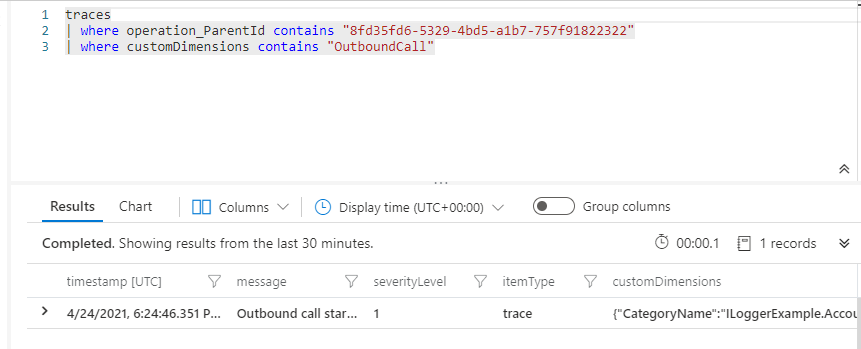 1 traces
2 | where operation_ParentId contains "8fd35fd6-5329-4bd5-a1b7-757f91822322"
3 | where customDimensions contains "OutboundCall"
Results Chart Columns Display time (UTC+00:00) Group columns
Completed. Showing results from the last 30 minutes. 00:00.1 1 records
timestamp [UTC] message severityLevel itemType customDimensions
4/24/2021, 6:24:46.351 P... Outbound call star... 1 trace {"CategoryName":"ILoggerExample.Accou